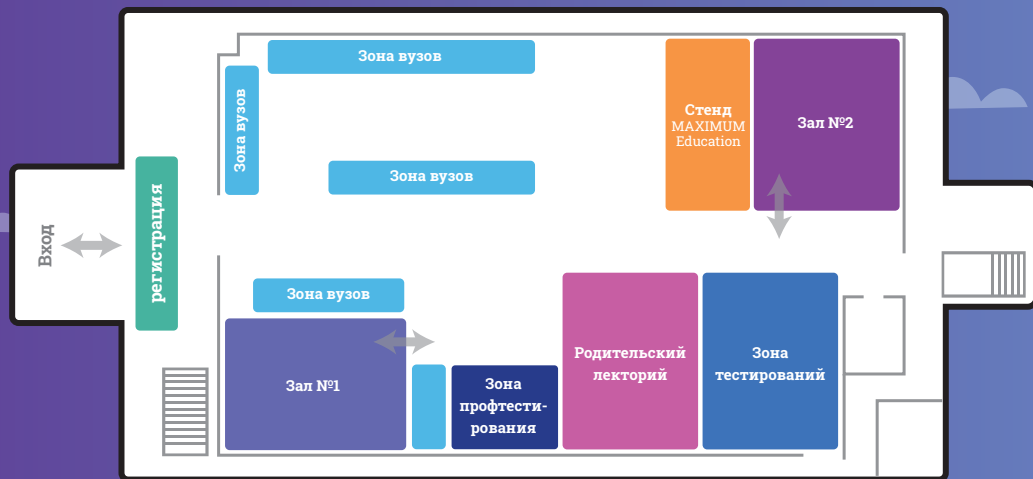 Зона вузов
Стенд
MAXIMUM
Education
Зал №2
Зона вузов
Зона вузов
Вход
регистрация
Зона вузов
Зал №1
Зона
профтести-
рования
Родительский
лекторий
Зона
тестирований